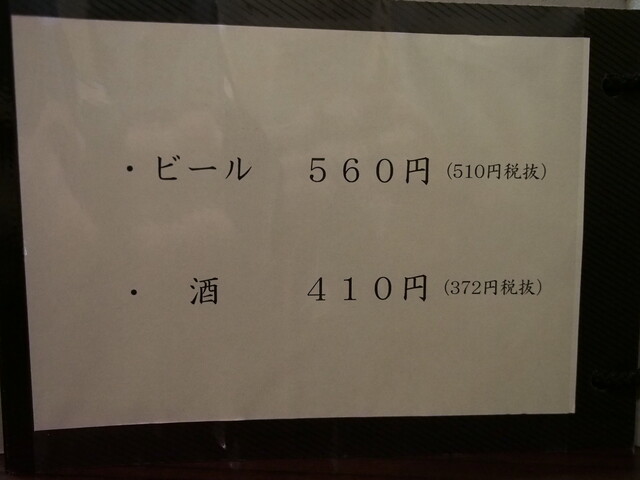 ・ビール　５６０円 (510円税抜)
・　酒　　４１０円 (372円税抜)